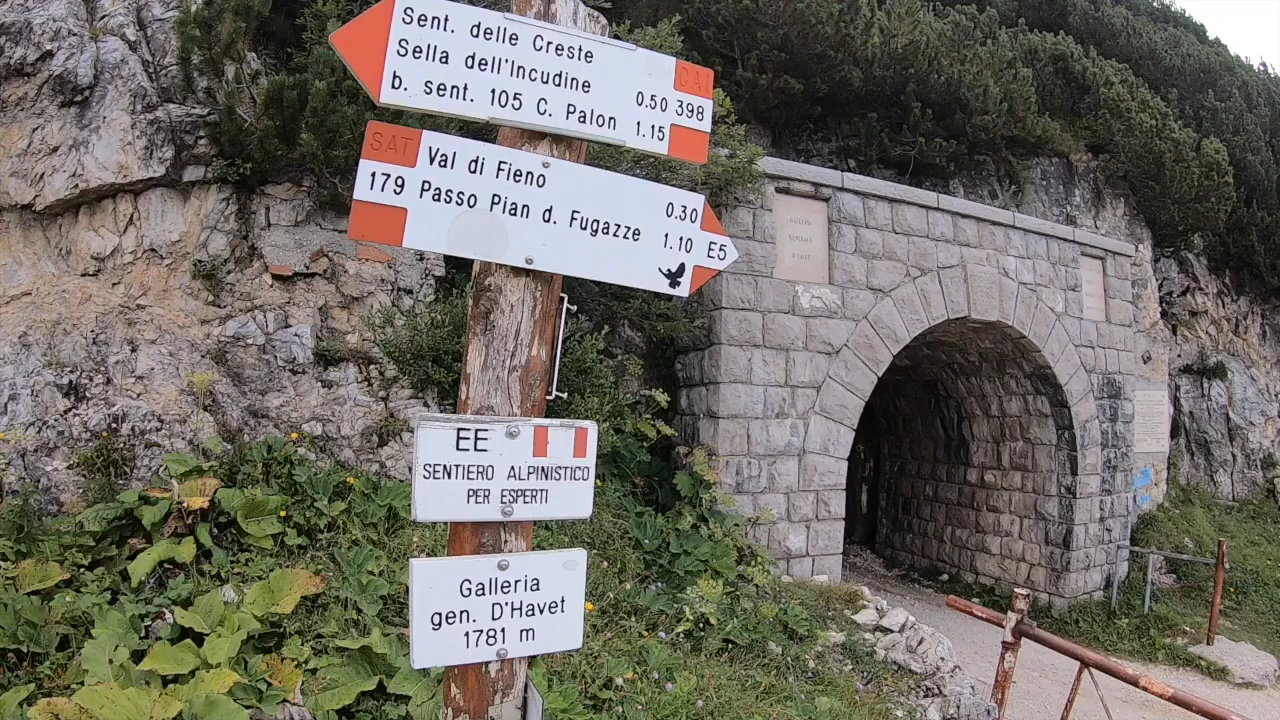 Sent. delle Creste
CAI
Sella dell'Incudine 0.50 398
b. sent. 105 C. Palon 1.15
SAT
Val di Fieno 0.30
179 Passo Pian d. Fugazze 1.10 E5
EE
SENTIERO ALPINISTICO
PER ESPERTI
Galleria
gen. D'Havet
1781 m
GENERALE